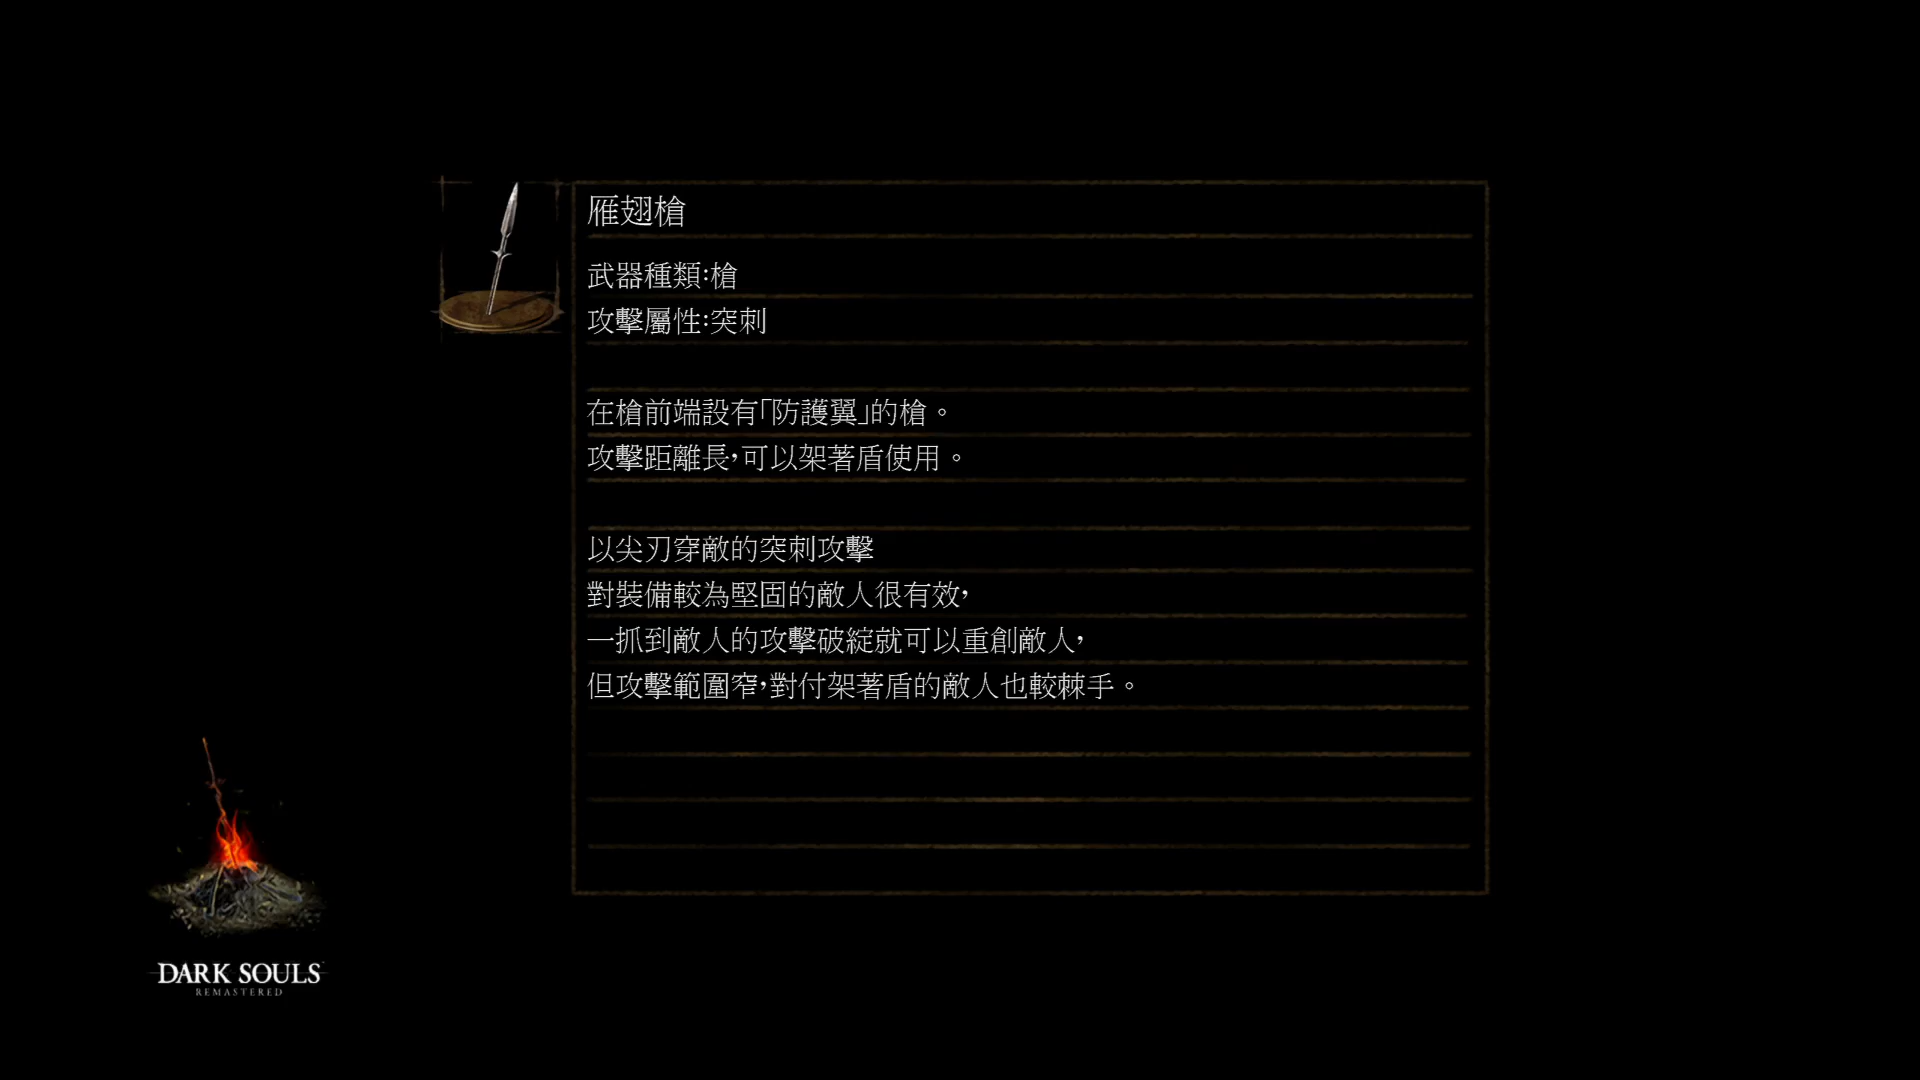 雁翅槍
武器種類:槍
攻擊屬性:突刺
在槍前端設有「防護翼」的槍。
攻擊距離長,可以架著盾使用。
以尖刃穿敵的突刺攻擊
對裝備較為堅固的敵人很有效,
一抓到敵人的攻擊破綻就可以重創敵人,
但攻擊範圍窄,對付架著盾的敵人也較棘手。
DARK SOULS
REMASTERED